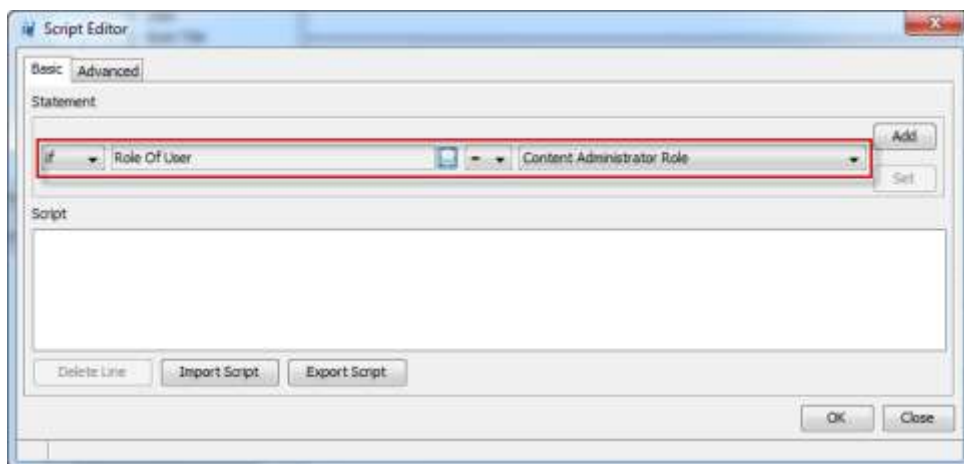 Script Editor
Basic Advanced
Statement
if Role Of User = Content Administrator Role
Add
Set
Script
Delete Line Import Script Export Script
OK Close